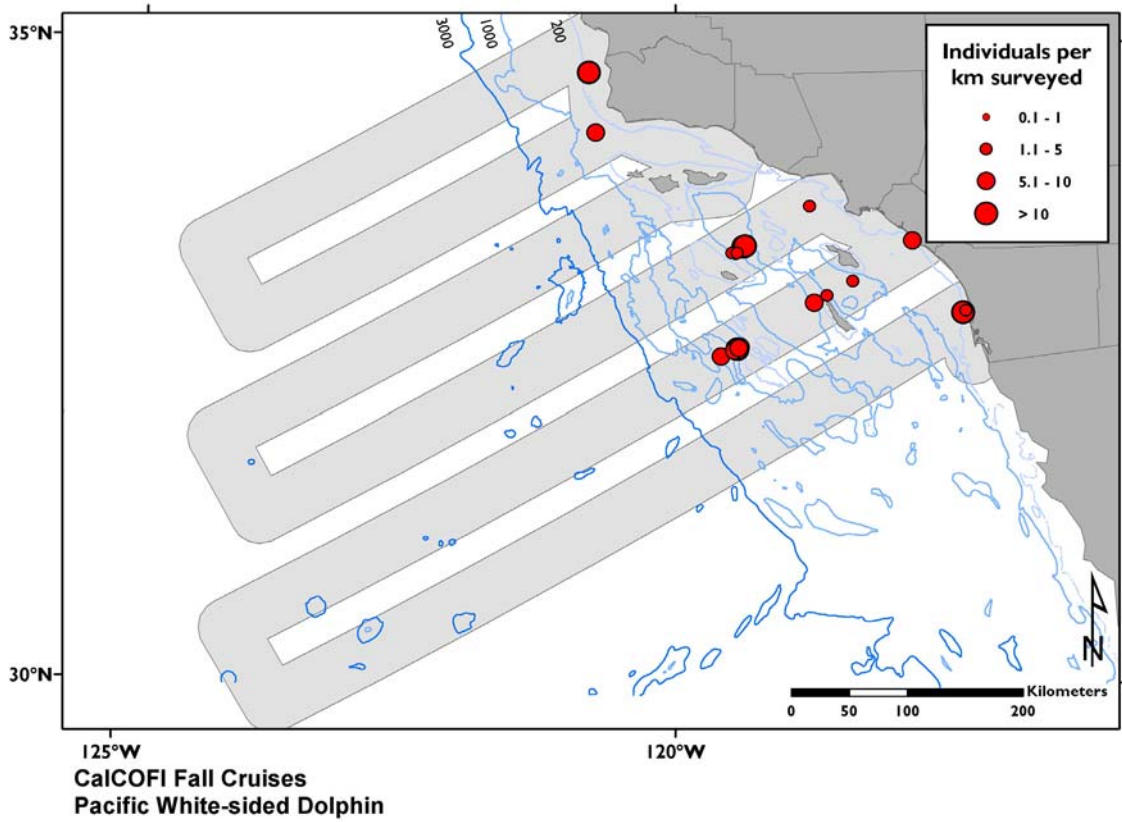 35°N
3000
1000
200
Individuals per
km surveyed
0.1 - 1
1.1 - 5
5.1 - 10
> 10
30°N
N
Kilometers
0 50 100 200
125°W 120°W
CalCOFI Fall Cruises
Pacific White-sided Dolphin